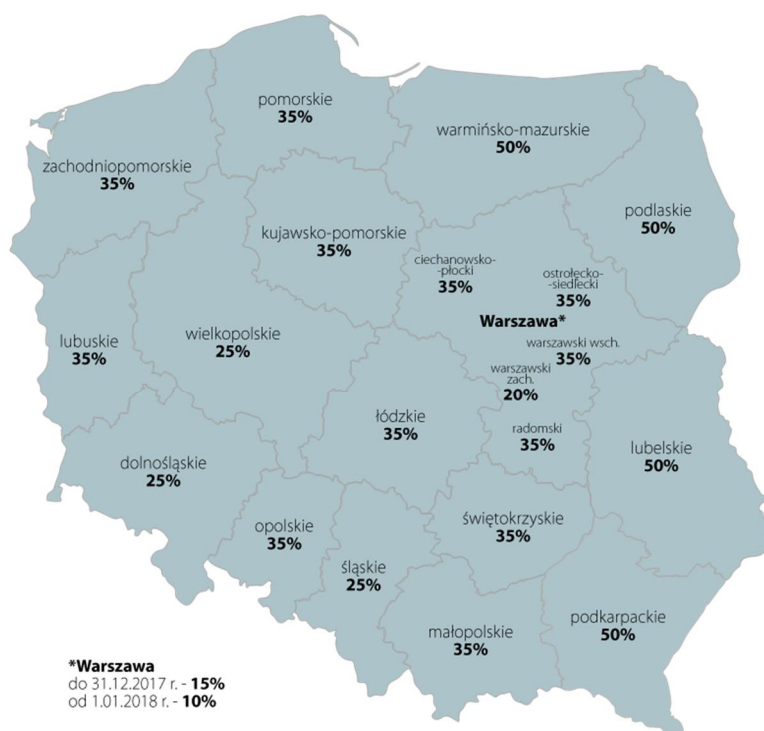 pomorskie
35%
warmińsko-mazurskie
50%
zachodniopomorskie
35%
podlaskie
50%
kujawsko-pomorskie
35%
ciechanowsko-
-płocki
35%
ostrołęcko-
-siedlecki
35%
Warszawa*
warszawski wsch.
35%
lubuskie
35%
wielkopolskie
25%
warszawski
zach.
20%
łódzkie
35%
radomski
35%
lubelskie
50%
dolnośląskie
25%
opolskie
35%
świętokrzyskie
35%
śląskie
25%
małopolskie
35%
podkarpackie
50%
*Warszawa
do 31.12.2017 r. - 15%
od 1.01.2018 r. - 10%